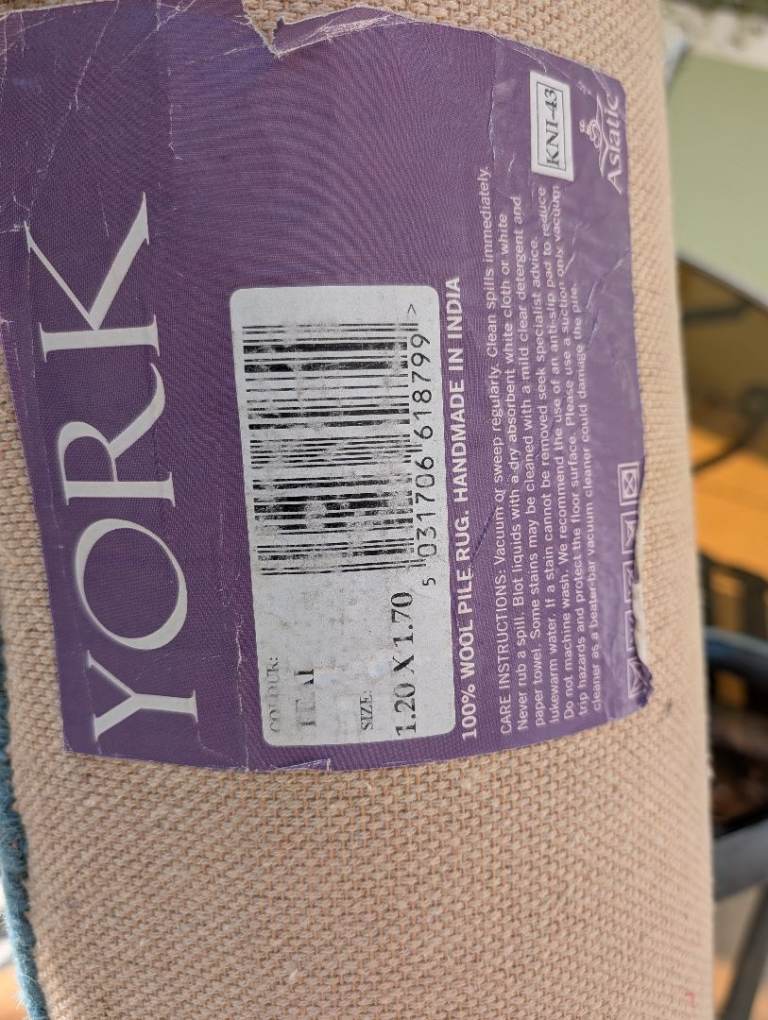 YORK
COLOUR:
TEAL
SIZE:
1.20 X 1.70
5 031706 618799 >
100% WOOL PILE RUG. HANDMADE IN INDIA
CARE INSTRUCTIONS: Vacuum or sweep regularly. Clean spills immediately.
Never rub a spill. Blot liquids with a dry absorbent white cloth or white
paper towel. Some stains may be cleaned with a mild clear detergent and
lukewarm water. If a stain cannot be removed seek specialist advice.
Do not machine wash. We recommend the use of an anti-slip pad to reduce
trip hazards and protect the floor surface. Please use a suction only vacuum
cleaner as a beater-bar vacuum cleaner could damage the pile.
KNI-43
Asiatic